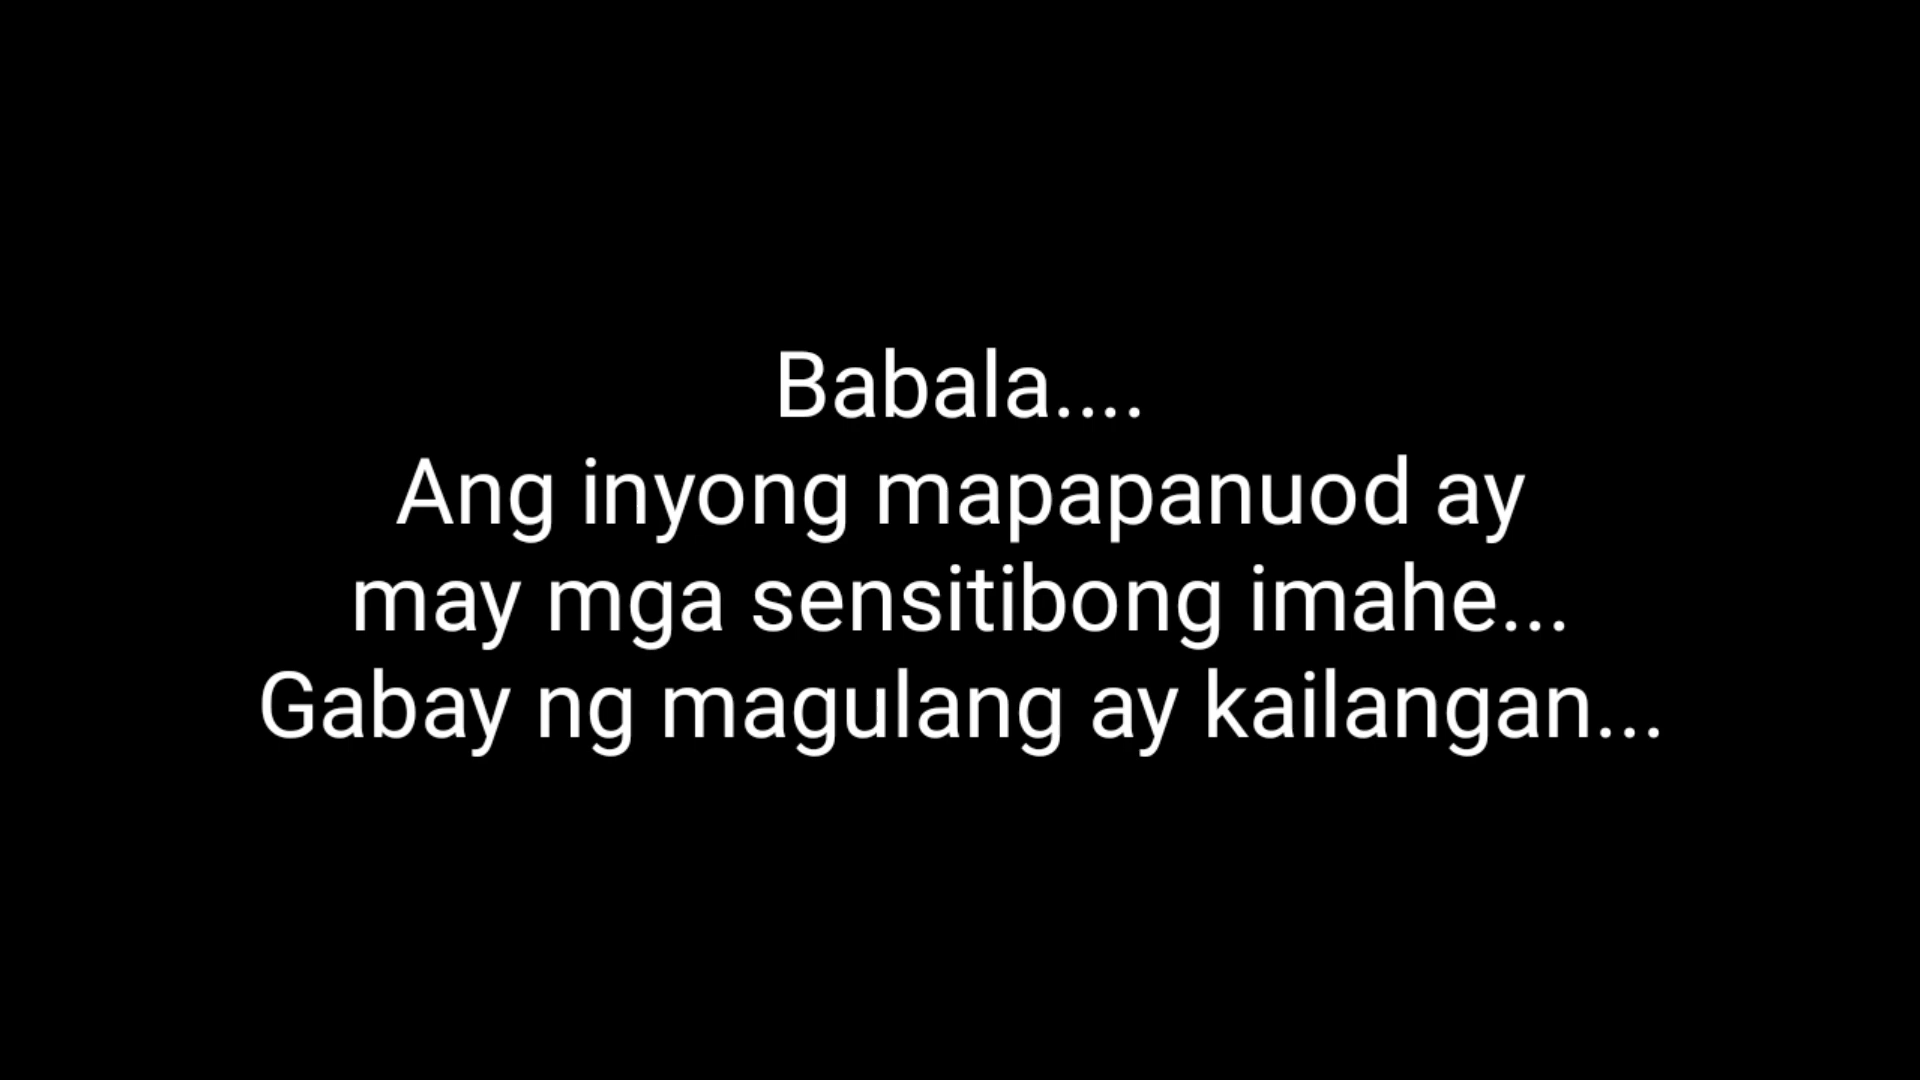 Babala....
Ang inyong mapapanuod ay
may mga sensitibong imahe...
Gabay ng magulang ay kailangan...